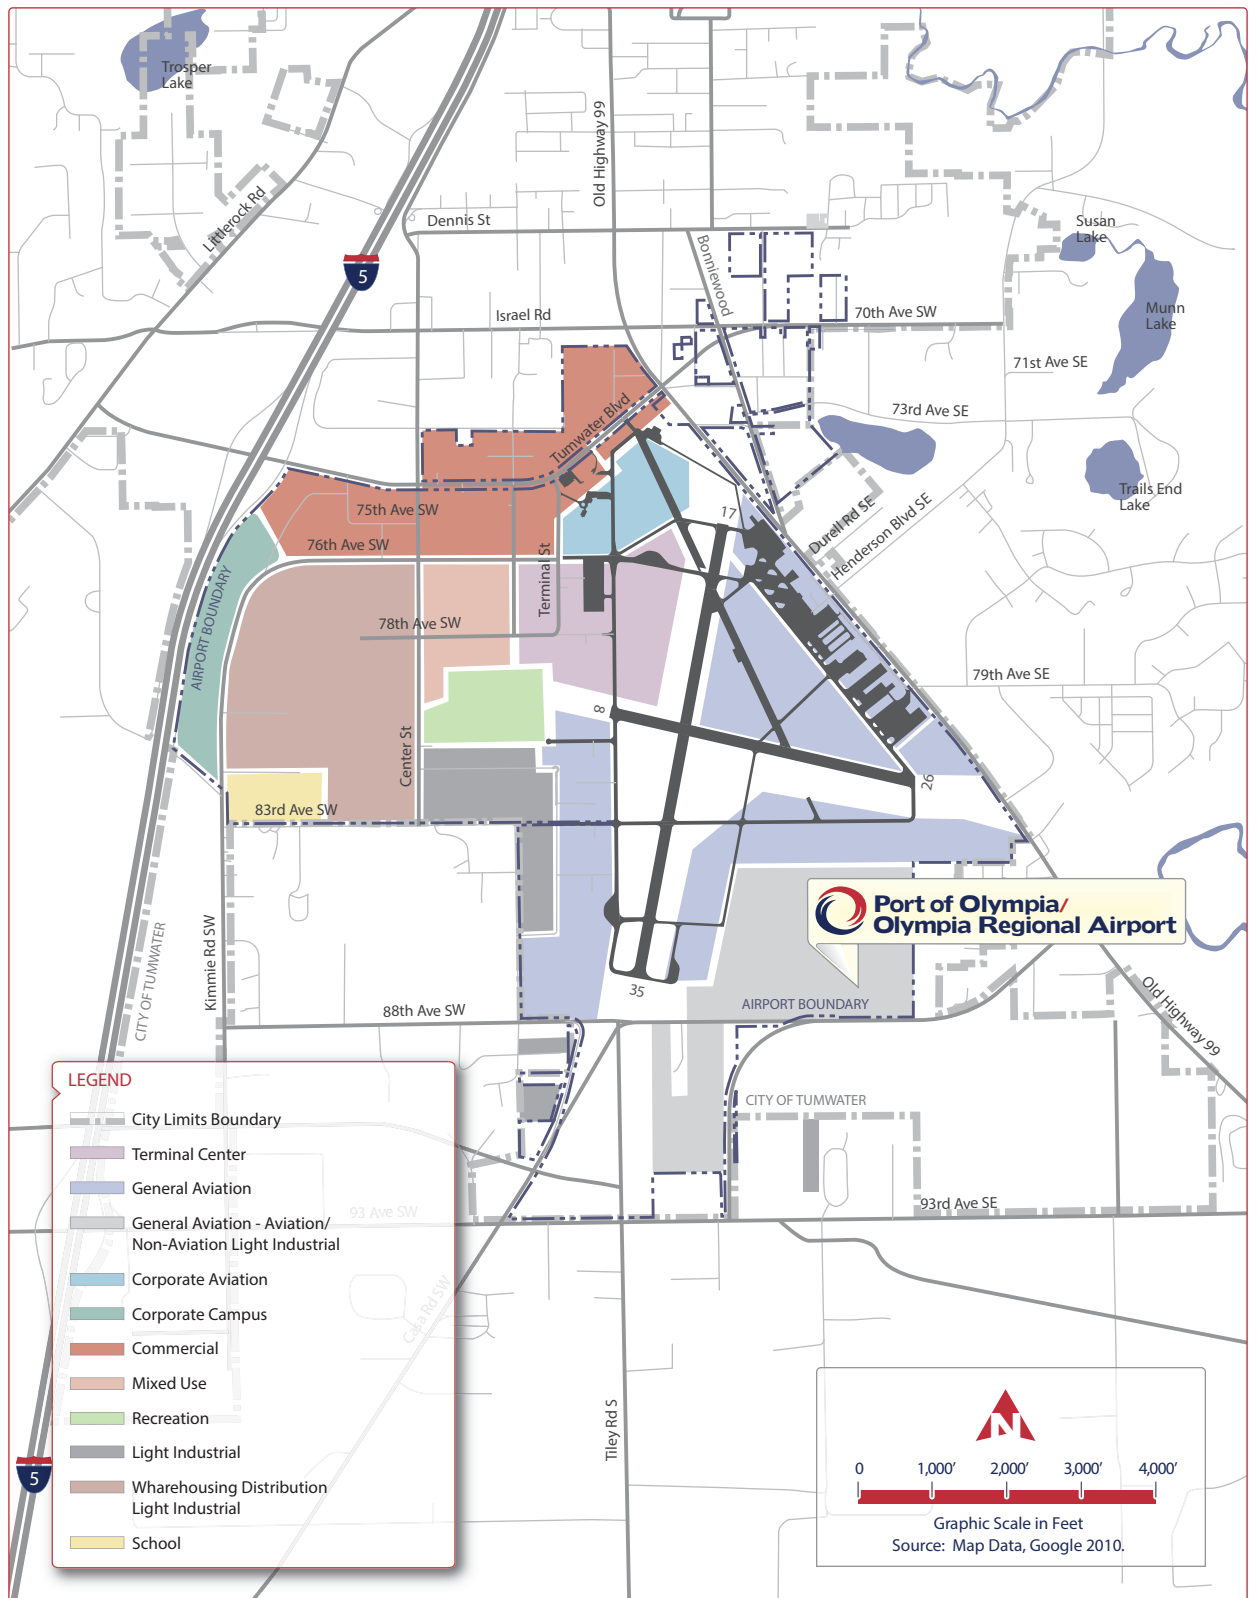 Trosper
Lake
Littlerock Rd
5
Dennis St
Old Highway 99
Bonniewood
Israel Rd
70th Ave SW
Susan
Lake
Munn
Lake
71st Ave SE
73rd Ave SE
Trails End
Lake
Tumwater Blvd
75th Ave SW
76th Ave SW
17
Durell Rd SE
Henderson Blvd SE
AIRPORT BOUNDARY
Terminal St
78th Ave SW
79th Ave SE
8
Center St
26
83rd Ave SW
Port of Olympia/
Olympia Regional Airport
CITY OF TUMWATER
Kimmie Rd SW
35
AIRPORT BOUNDARY
88th Ave SW
Old Highway 99
CITY OF TUMWATER
93rd Ave SE
93 Ave SW
Casa Rd SW
Tilley Rd S
LEGEND
City Limits Boundary
Terminal Center
General Aviation
General Aviation - Aviation/
Non-Aviation Light Industrial
Corporate Aviation
Corporate Campus
Commercial
Mixed Use
Recreation
Light Industrial
Wharehousing Distribution
Light Industrial
School
5
N
0 1,000' 2,000' 3,000' 4,000'
Graphic Scale in Feet
Source: Map Data, Google 2010.